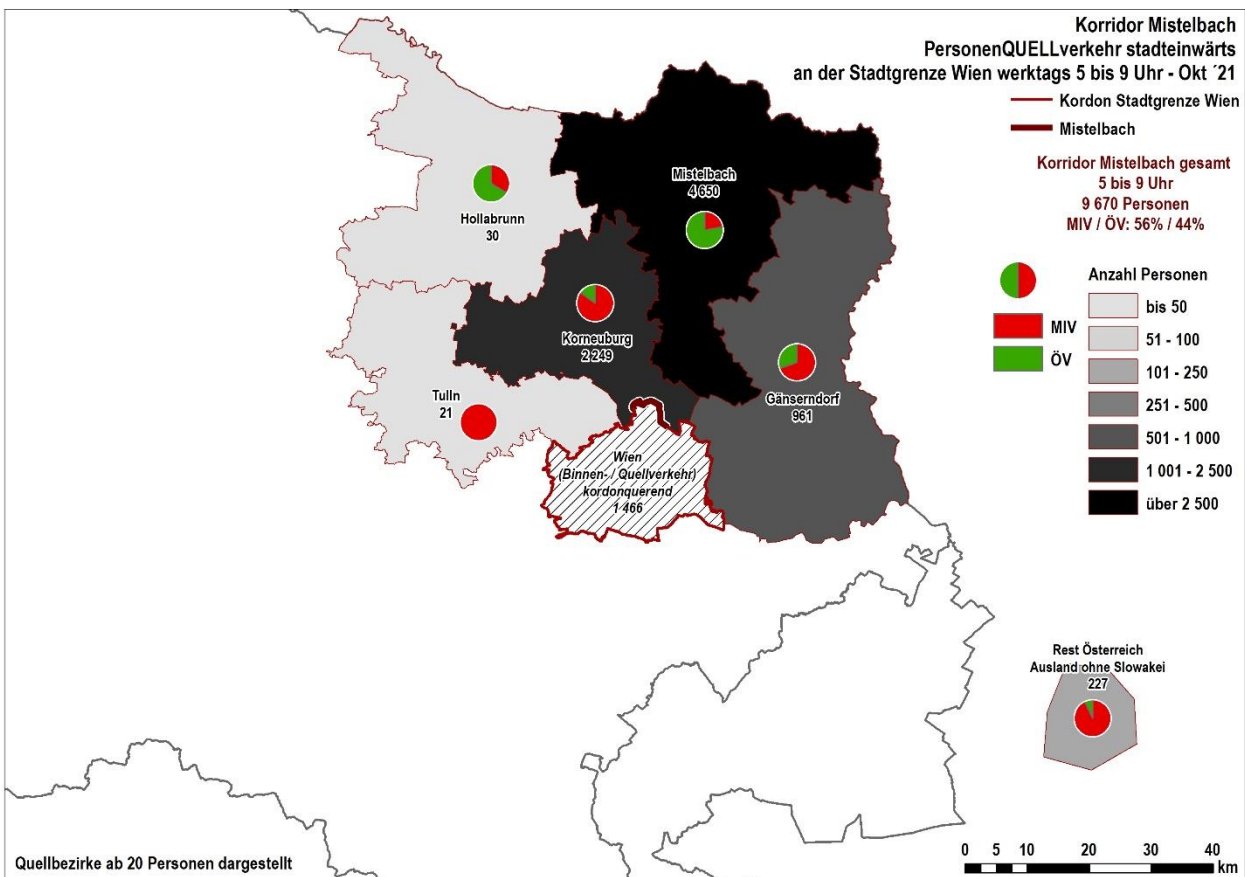 Korridor Mistelbach
PersonenQUELLverkehr stadteinwärts
an der Stadtgrenze Wien werktags 5 bis 9 Uhr - Okt ´21
Kordon Stadtgrenze Wien
Mistelbach
Korridor Mistelbach gesamt
5 bis 9 Uhr
9 670 Personen
MIV / ÖV: 56% / 44%
Anzahl Personen
bis 50
51 - 100
101 - 250
251 - 500
501 - 1 000
1 001 - 2 500
über 2 500
MIV
ÖV
Mistelbach
4 650
Hollabrunn
30
Korneuburg
2 249
Gänserndorf
961
Tulln
21
Wien
(Binnen- / Quellverkehr)
kordonquerend
1 466
Rest Österreich
Ausland ohne Slowakei
227
Quellbezirke ab 20 Personen dargestellt
0 5 10 20 30 40
km